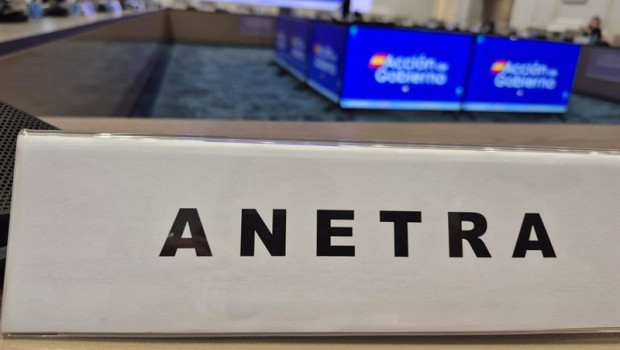 Acción de
Gobierno
Acción de
Gobierno
ANETRA